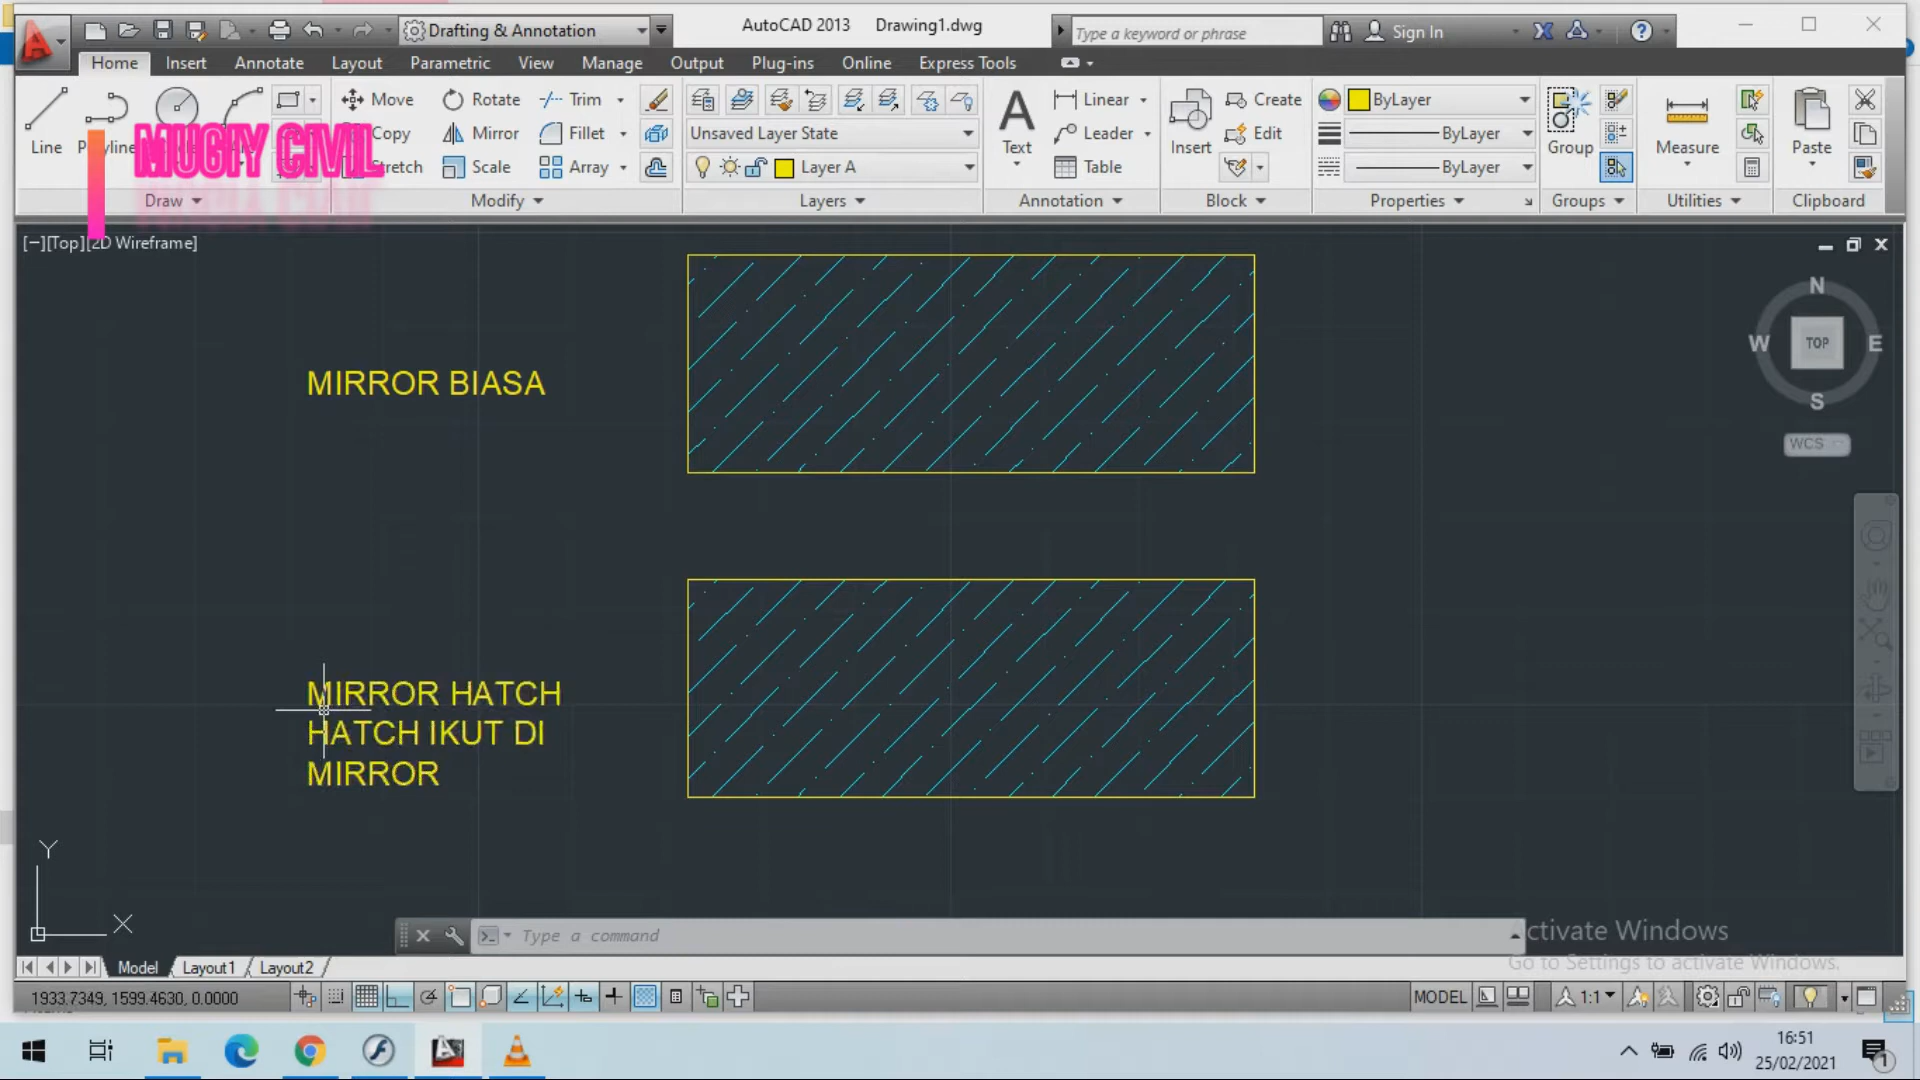 Drafting & Annotation
AutoCAD 2013 Drawing1.dwg
Type a keyword or phrase
Sign In
Home Insert Annotate Layout Parametric View Manage Output Plug-ins Online Express Tools
Move Rotate Trim
Linear Create
ByLayer
Copy Mirror Fillet
Unsaved Layer State
Leader Edit
ByLayer
Line
Text
Insert
Group
Measure
Paste
MUGIY CIVIL
Stretch Scale Array
Layer A
Table
ByLayer
Draw Modify Layers Annotation Block Properties Groups Utilities Clipboard
[−][Top][2D Wireframe]
N
W TOP E
S
WCS
MIRROR BIASA
MIRROR HATCH
HATCH IKUT DI
MIRROR
Y
X
Type a command
Activate Windows
Go to Settings to activate Windows.
Model Layout1 Layout2
1933.7349, 1599.4630, 0.0000
MODEL 1:1
16:51
25/02/2021
1